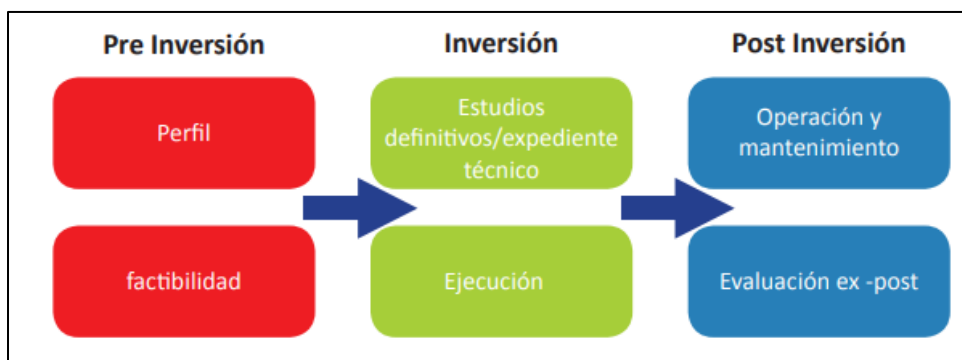 Pre Inversión
Inversión
Post Inversión
Perfil
Estudios
definitivos/expediente
técnico
Operación y
mantenimiento
factibilidad
Ejecución
Evaluación ex -post